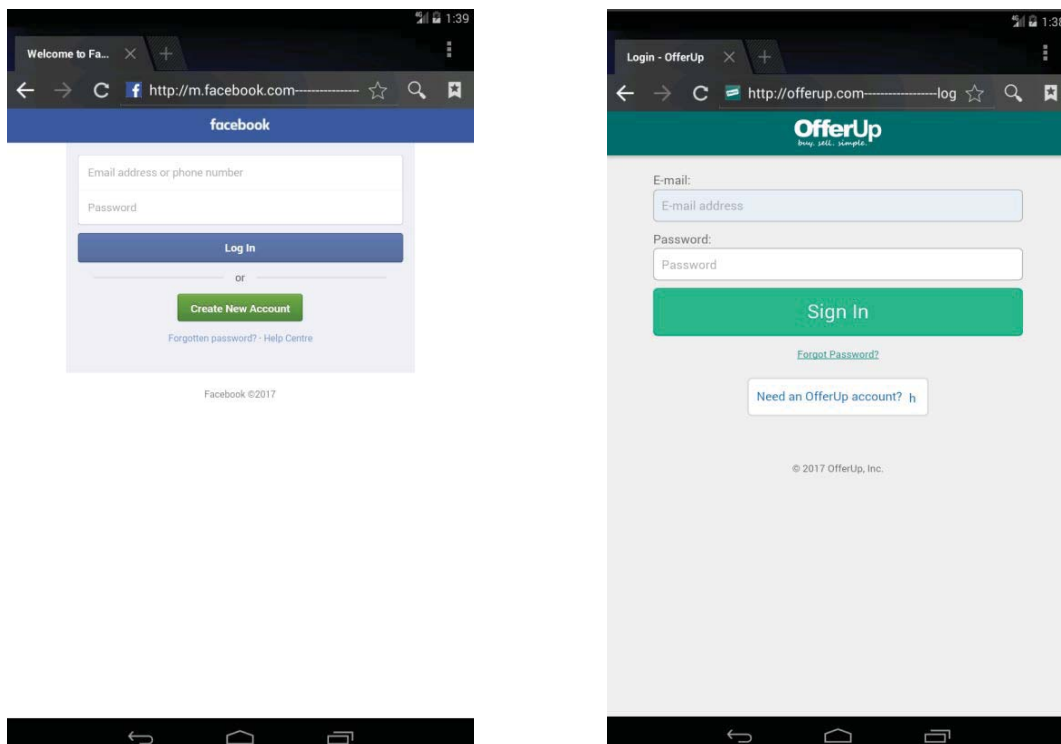 1:39
Welcome to Fa...
http://m.facebook.com---------------
facebook
Email address or phone number
Password
Log In
or
Create New Account
Forgotten password? · Help Centre
Facebook ©2017
1:38
Login - OfferUp
http://offerup.com-----------------log
OfferUp
buy. sell. simple.
E-mail:
E-mail address
Password:
Password
Sign In
Forgot Password?
Need an OfferUp account? h
© 2017 OfferUp, Inc.